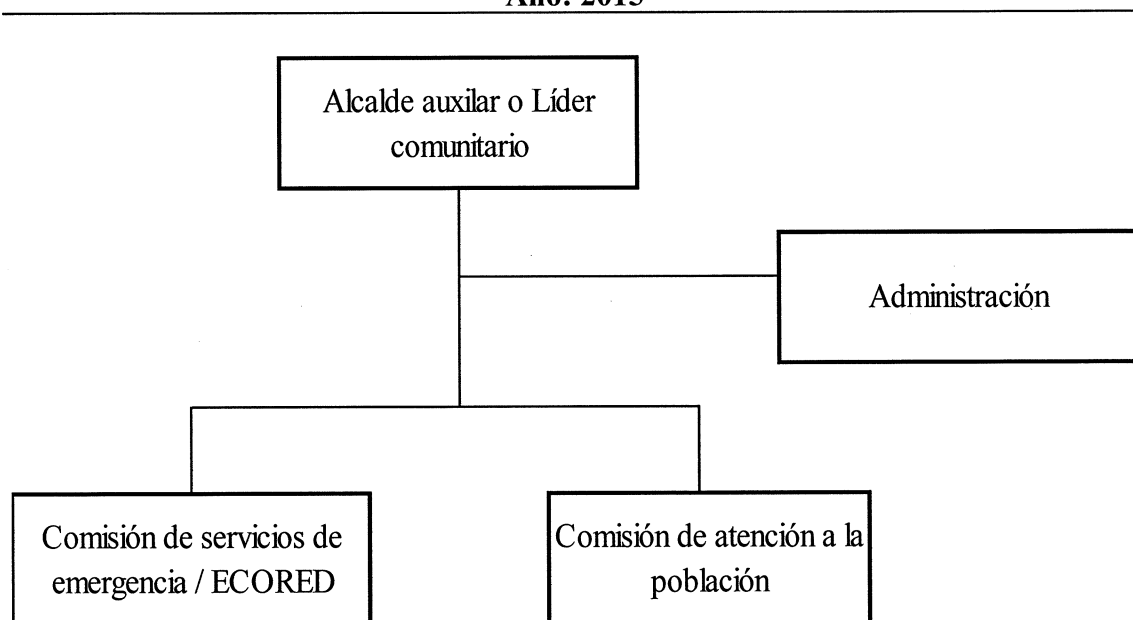 Alcalde auxilar o Líder
comunitario
Administración
Comisión de servicios de
emergencia / ECORED
Comisión de atención a la
población